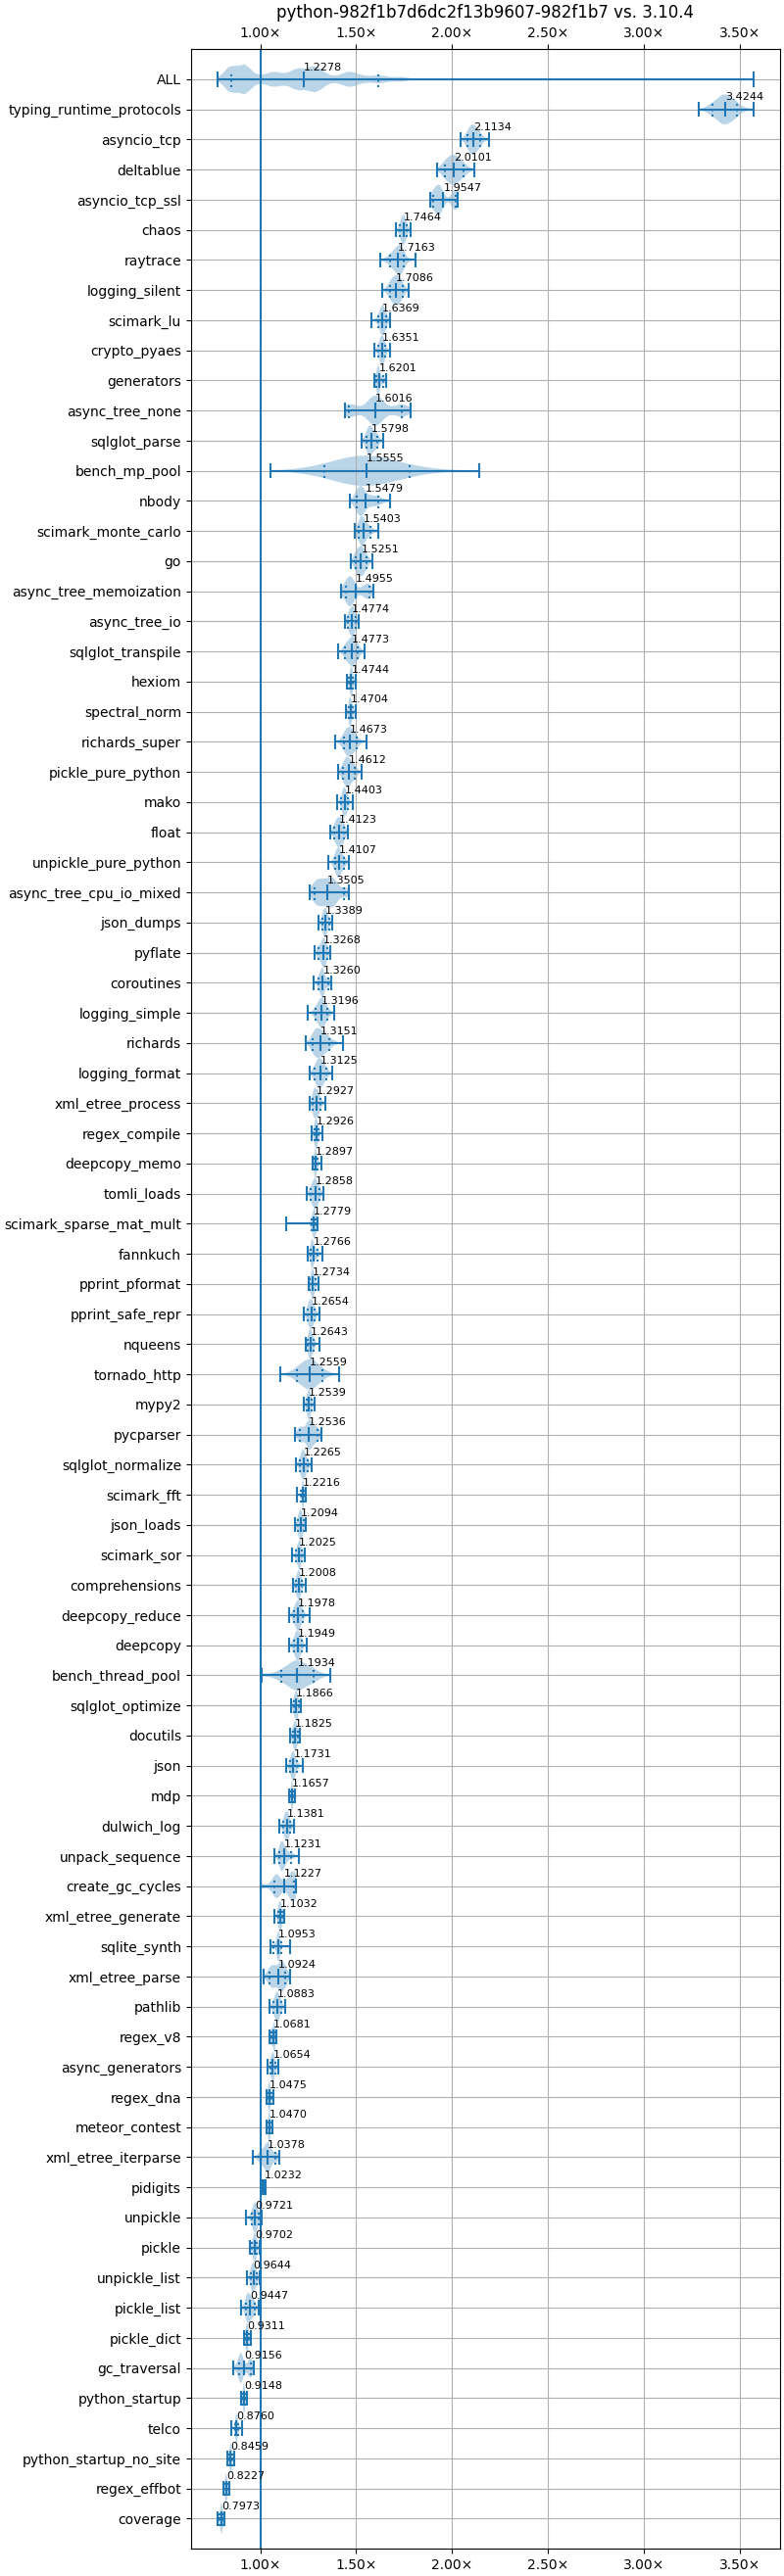 python-982f1b7d6dc2f13b9607-982f1b7 vs. 3.10.4
1.00× 1.50× 2.00× 2.50× 3.00× 3.50×
ALL 1.2278
typing_runtime_protocols 3.4244
asyncio_tcp 2.1134
deltablue 2.0101
asyncio_tcp_ssl 1.9547
chaos 1.7464
raytrace 1.7163
logging_silent 1.7086
scimark_lu 1.6369
crypto_pyaes 1.6351
generators 1.6201
async_tree_none 1.6016
sqlglot_parse 1.5798
bench_mp_pool 1.5555
nbody 1.5479
scimark_monte_carlo 1.5403
go 1.5251
async_tree_memoization 1.4955
async_tree_io 1.4774
sqlglot_transpile 1.4773
hexiom 1.4744
spectral_norm 1.4704
richards_super 1.4673
pickle_pure_python 1.4612
mako 1.4403
float 1.4123
unpickle_pure_python 1.4107
async_tree_cpu_io_mixed 1.3505
json_dumps 1.3389
pyflate 1.3268
coroutines 1.3260
logging_simple 1.3196
richards 1.3151
logging_format 1.3125
xml_etree_process 1.2927
regex_compile 1.2926
deepcopy_memo 1.2897
tomli_loads 1.2858
scimark_sparse_mat_mult 1.2779
fannkuch 1.2766
pprint_pformat 1.2734
pprint_safe_repr 1.2654
nqueens 1.2643
tornado_http 1.2559
mypy2 1.2539
pycparser 1.2536
sqlglot_normalize 1.2265
scimark_fft 1.2216
json_loads 1.2094
scimark_sor 1.2025
comprehensions 1.2008
deepcopy_reduce 1.1978
deepcopy 1.1949
bench_thread_pool 1.1934
sqlglot_optimize 1.1866
docutils 1.1825
json 1.1731
mdp 1.1657
dulwich_log 1.1381
unpack_sequence 1.1231
create_gc_cycles 1.1227
xml_etree_generate 1.1032
sqlite_synth 1.0953
xml_etree_parse 1.0924
pathlib 1.0883
regex_v8 1.0681
async_generators 1.0654
regex_dna 1.0475
meteor_contest 1.0470
xml_etree_iterparse 1.0378
pidigits 1.0232
unpickle 0.9721
pickle 0.9702
unpickle_list 0.9644
pickle_list 0.9447
pickle_dict 0.9311
gc_traversal 0.9156
python_startup 0.9148
telco 0.8760
python_startup_no_site 0.8459
regex_effbot 0.8227
coverage 0.7973
1.00× 1.50× 2.00× 2.50× 3.00× 3.50×